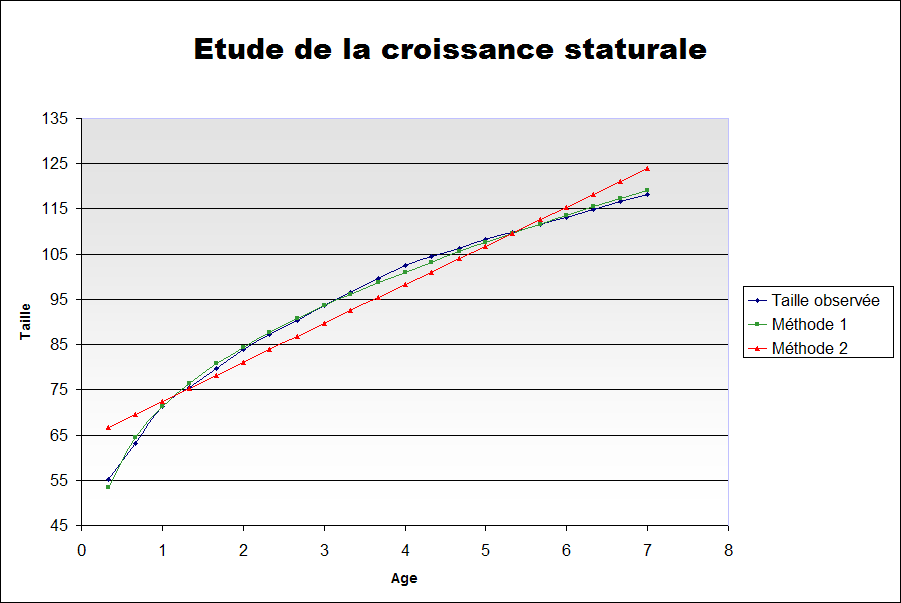 Etude de la croissance staturale
135
125
115
105
95
85
75
65
55
45
Taille
0 1 2 3 4 5 6 7 8
Age
Taille observée
Méthode 1
Méthode 2